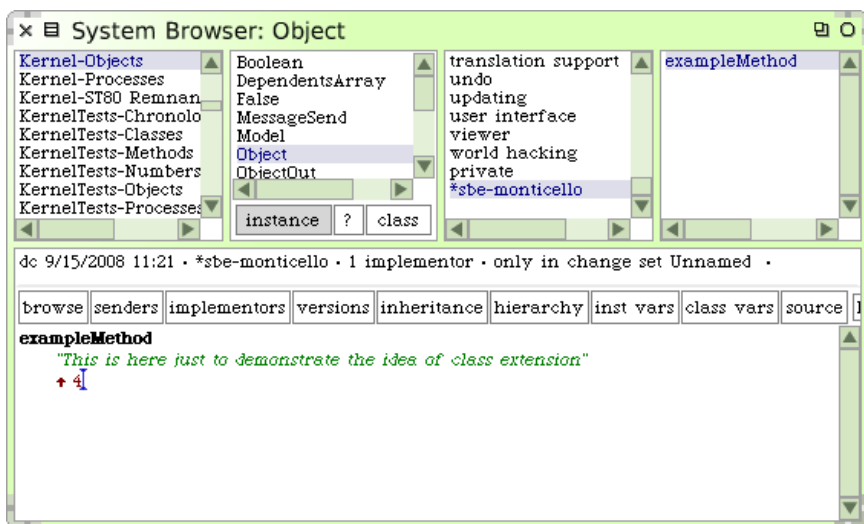 System Browser: Object
Kernel-Objects
Kernel-Processes
Kernel-ST80 Remnan
KernelTests-Chronolo
KernelTests-Classes
KernelTests-Methods
KernelTests-Numbers
KernelTests-Objects
KernelTests-Processes
Boolean
DependentsArray
False
MessageSend
Model
Object
ObjectOut
instance ? class
translation support
undo
updating
user interface
viewer
world hacking
private
*sbe-monticello
exampleMethod
dc 9/15/2008 11:21 · *sbe-monticello · 1 implementor · only in change set Unnamed ·
browse senders implementors versions inheritance hierarchy inst vars class vars source
exampleMethod
"This is here just to demonstrate the idea of class extension"
↑ 4